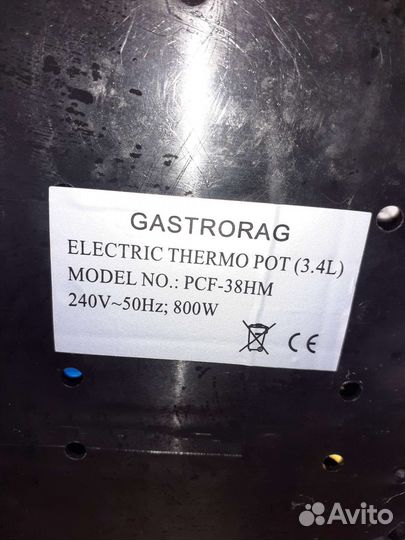 GASTRORAG
ELECTRIC THERMO POT (3.4L)
MODEL NO.: PCF-38HM
240V~50Hz; 800W
CE
Avito